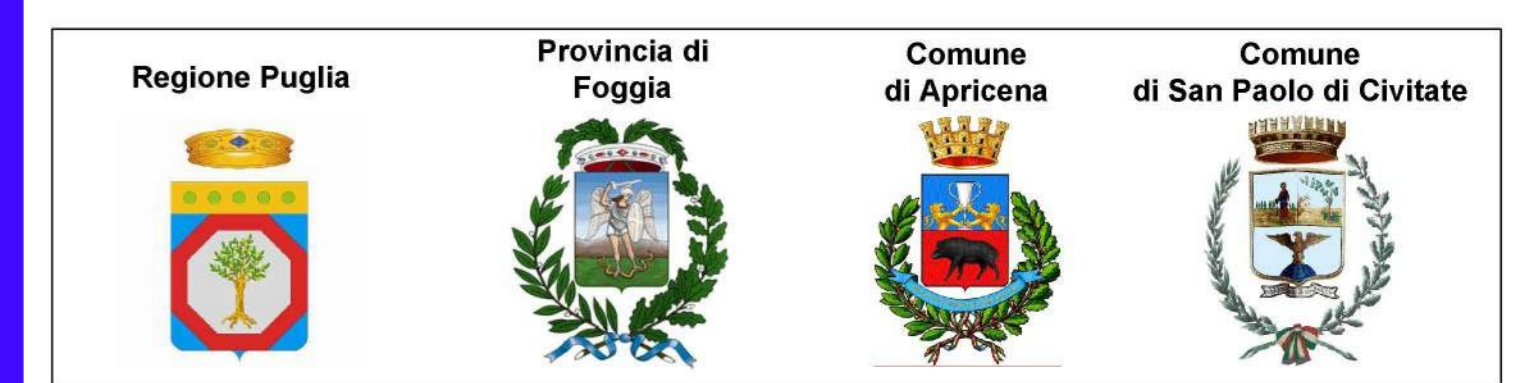 Regione Puglia
Provincia di
Foggia
Comune
di Apricena
Comune
di San Paolo di Civitate